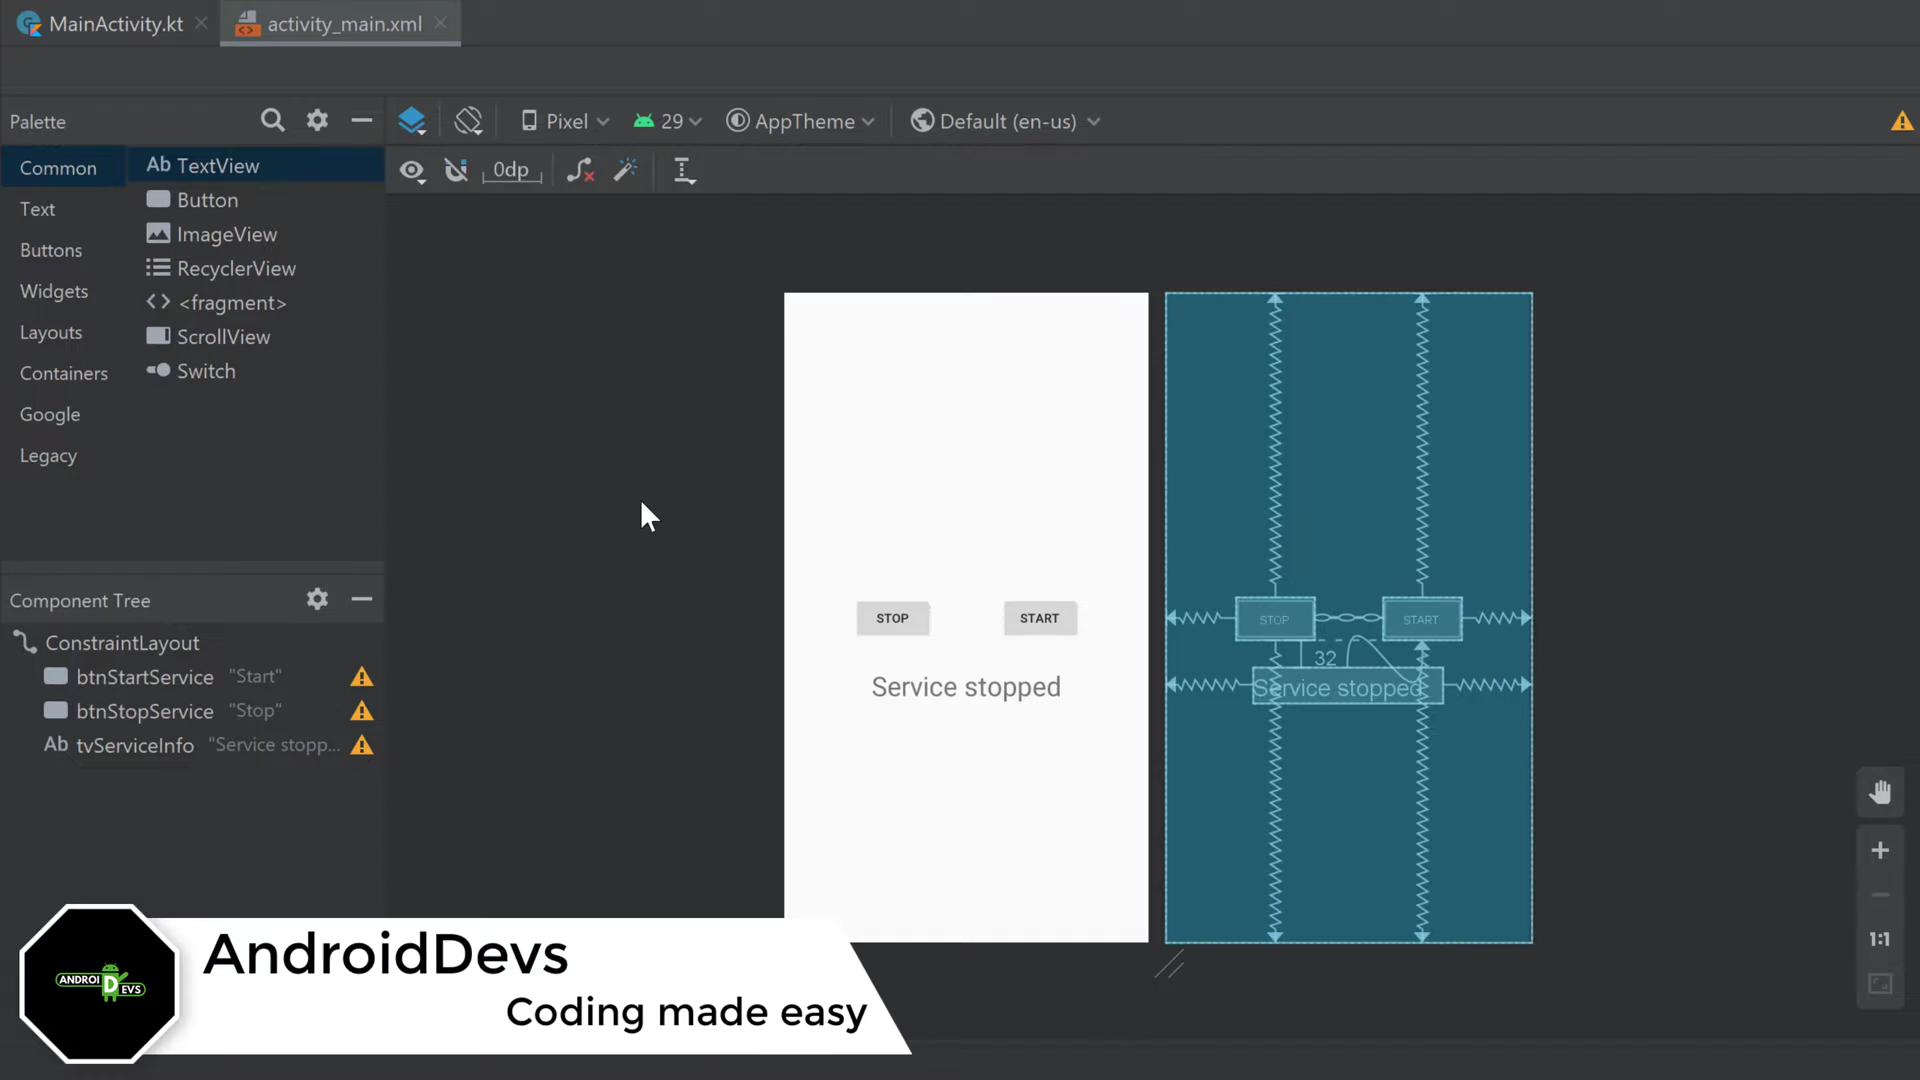 MainActivity.kt
activity_main.xml
Palette
Pixel
29
AppTheme
Default (en-us)
0dp
Common
Text
Buttons
Widgets
Layouts
Containers
Google
Legacy
Ab TextView
Button
ImageView
RecyclerView
<fragment>
ScrollView
Switch
Component Tree
ConstraintLayout
btnStartService "Start"
btnStopService "Stop"
Ab tvServiceInfo "Service stopp...
STOP
START
Service stopped
STOP
START
32
Service stopped
1:1
ANDROI DEVS
AndroidDevs
Coding made easy